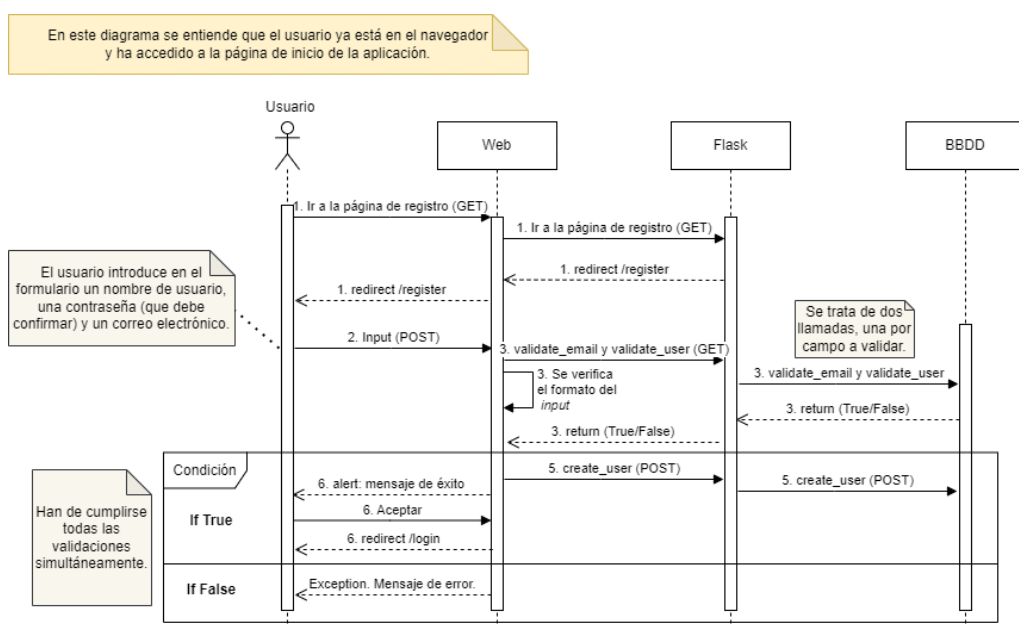 En este diagrama se entiende que el usuario ya está en el navegador
y ha accedido a la página de inicio de la aplicación.
Usuario
Web
Flask
BBDD
1. Ir a la página de registro (GET)
1. Ir a la página de registro (GET)
1. redirect /register
1. redirect /register
El usuario introduce en el
formulario un nombre de usuario,
una contraseña (que debe
confirmar) y un correo electrónico.
Se trata de dos
llamadas, una por
campo a validar.
2. Input (POST)
3. validate_email y validate_user (GET)
3. Se verifica
el formato del
input
3. validate_email y validate_user
3. return (True/False)
3. return (True/False)
Condición
5. create_user (POST)
5. create_user (POST)
6. alert: mensaje de éxito
Han de cumplirse
todas las
validaciones
simultáneamente.
If True
6. Aceptar
6. redirect /login
If False
Exception. Mensaje de error.